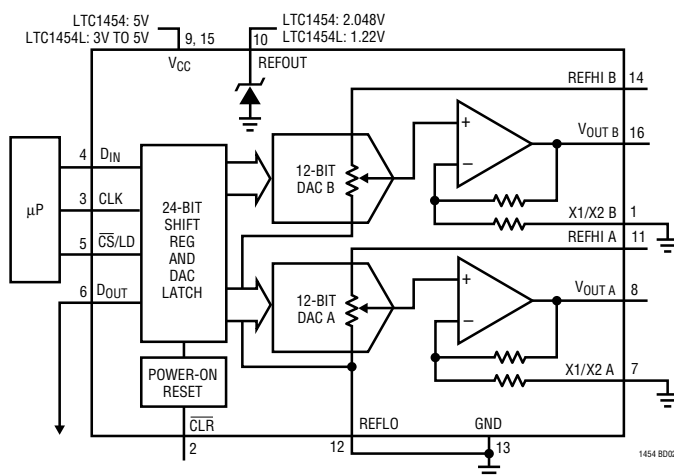 LTC1454: 5V
LTC1454L: 3V TO 5V
LTC1454: 2.048V
LTC1454L: 1.22V
9, 15
10
VCC
REFOUT
REFHI B
14
4
DIN
µP
3
CLK
5
CS/LD
6
DOUT
24-BIT
SHIFT
REG
AND
DAC
LATCH
12-BIT
DAC B
+
–
VOUT B
16
X1/X2 B
1
REFHI A
11
12-BIT
DAC A
+
–
VOUT A
8
X1/X2 A
7
POWER-ON
RESET
CLR
2
12
REFLO
GND
13
1454 BD02